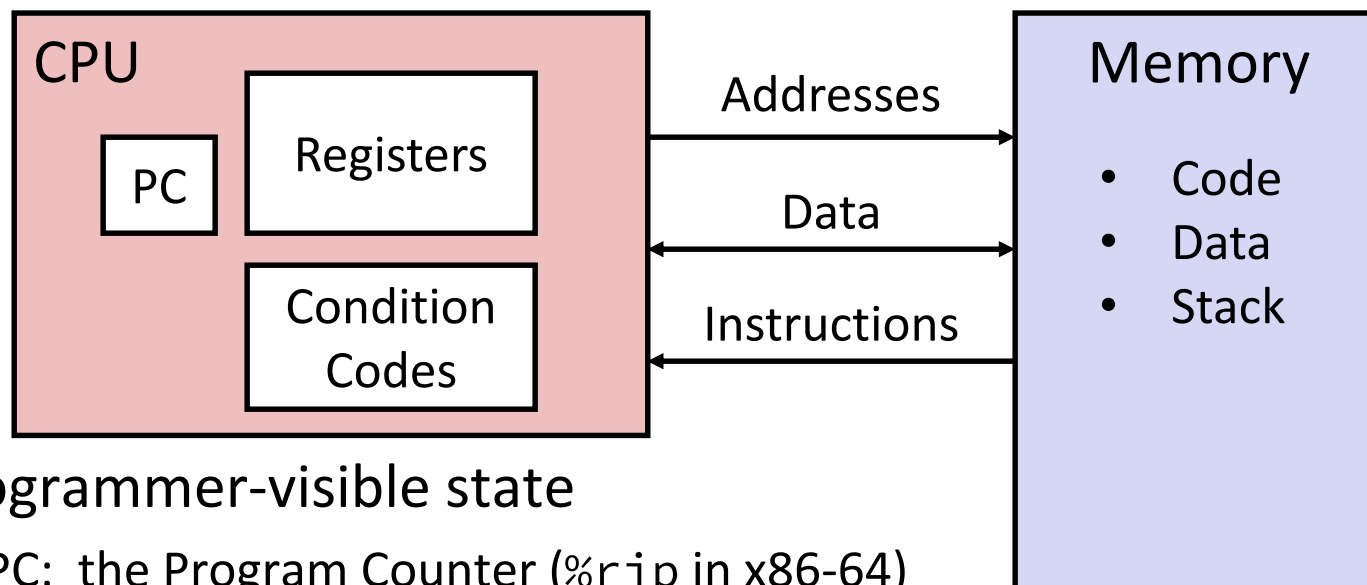 CPU
PC
Registers
Condition
Codes
Addresses
Data
Instructions
Memory
• Code
• Data
• Stack
ogrammer-visible state
PC: the Program Counter (%rip in x86-64)